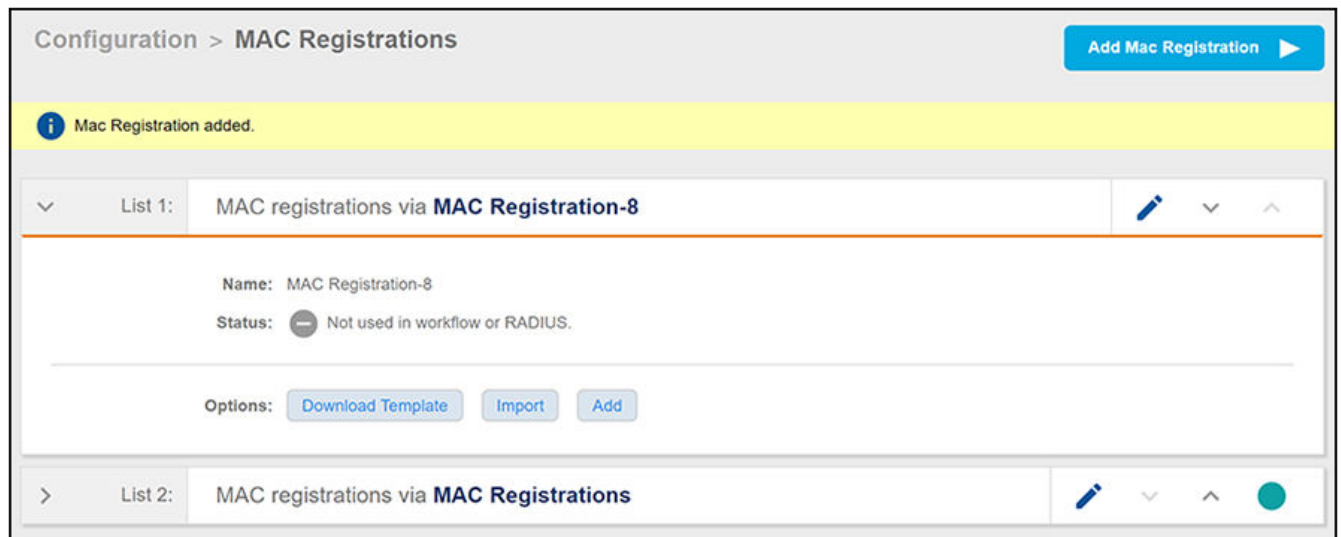 Configuration > MAC Registrations
Add Mac Registration
Mac Registration added.
List 1: MAC registrations via MAC Registration-8
Name: MAC Registration-8
Status: Not used in workflow or RADIUS.
Options: Download Template Import Add
List 2: MAC registrations via MAC Registrations